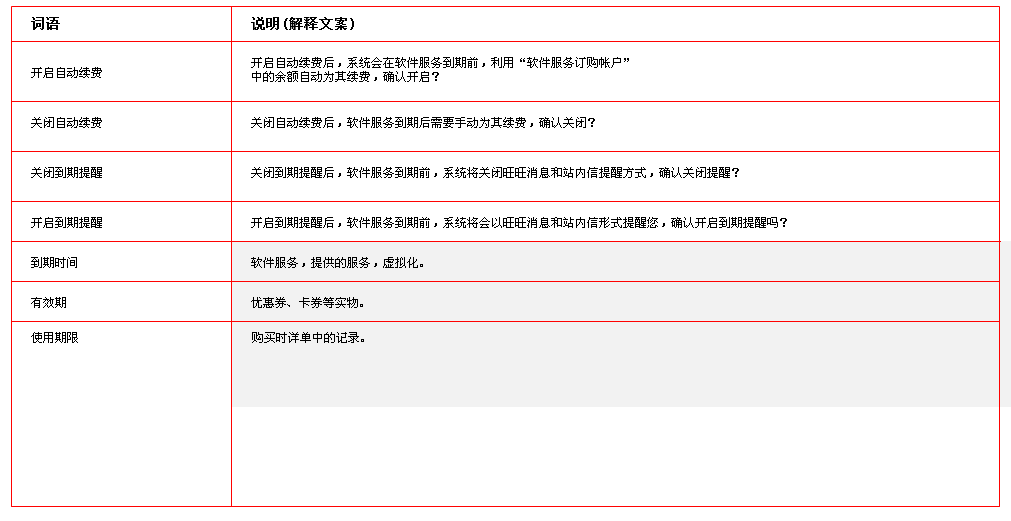 词语 说明(解释文案)
开启自动续费 开启自动续费后，系统会在软件服务到期前，利用“软件服务订购帐户”
中的余额自动为其续费，确认开启？
关闭自动续费 关闭自动续费后，软件服务到期后需要手动为其续费，确认关闭？
关闭到期提醒 关闭到期提醒后，软件服务到期前，系统将关闭旺旺消息和站内信提醒方式，确认关闭提醒？
开启到期提醒 开启到期提醒后，软件服务到期前，系统将会以旺旺消息和站内信形式提醒您，确认开启到期提醒吗？
到期时间 软件服务，提供的服务，虚拟化。
有效期 优惠券、卡券等实物。
使用期限 购买时详单中的记录。